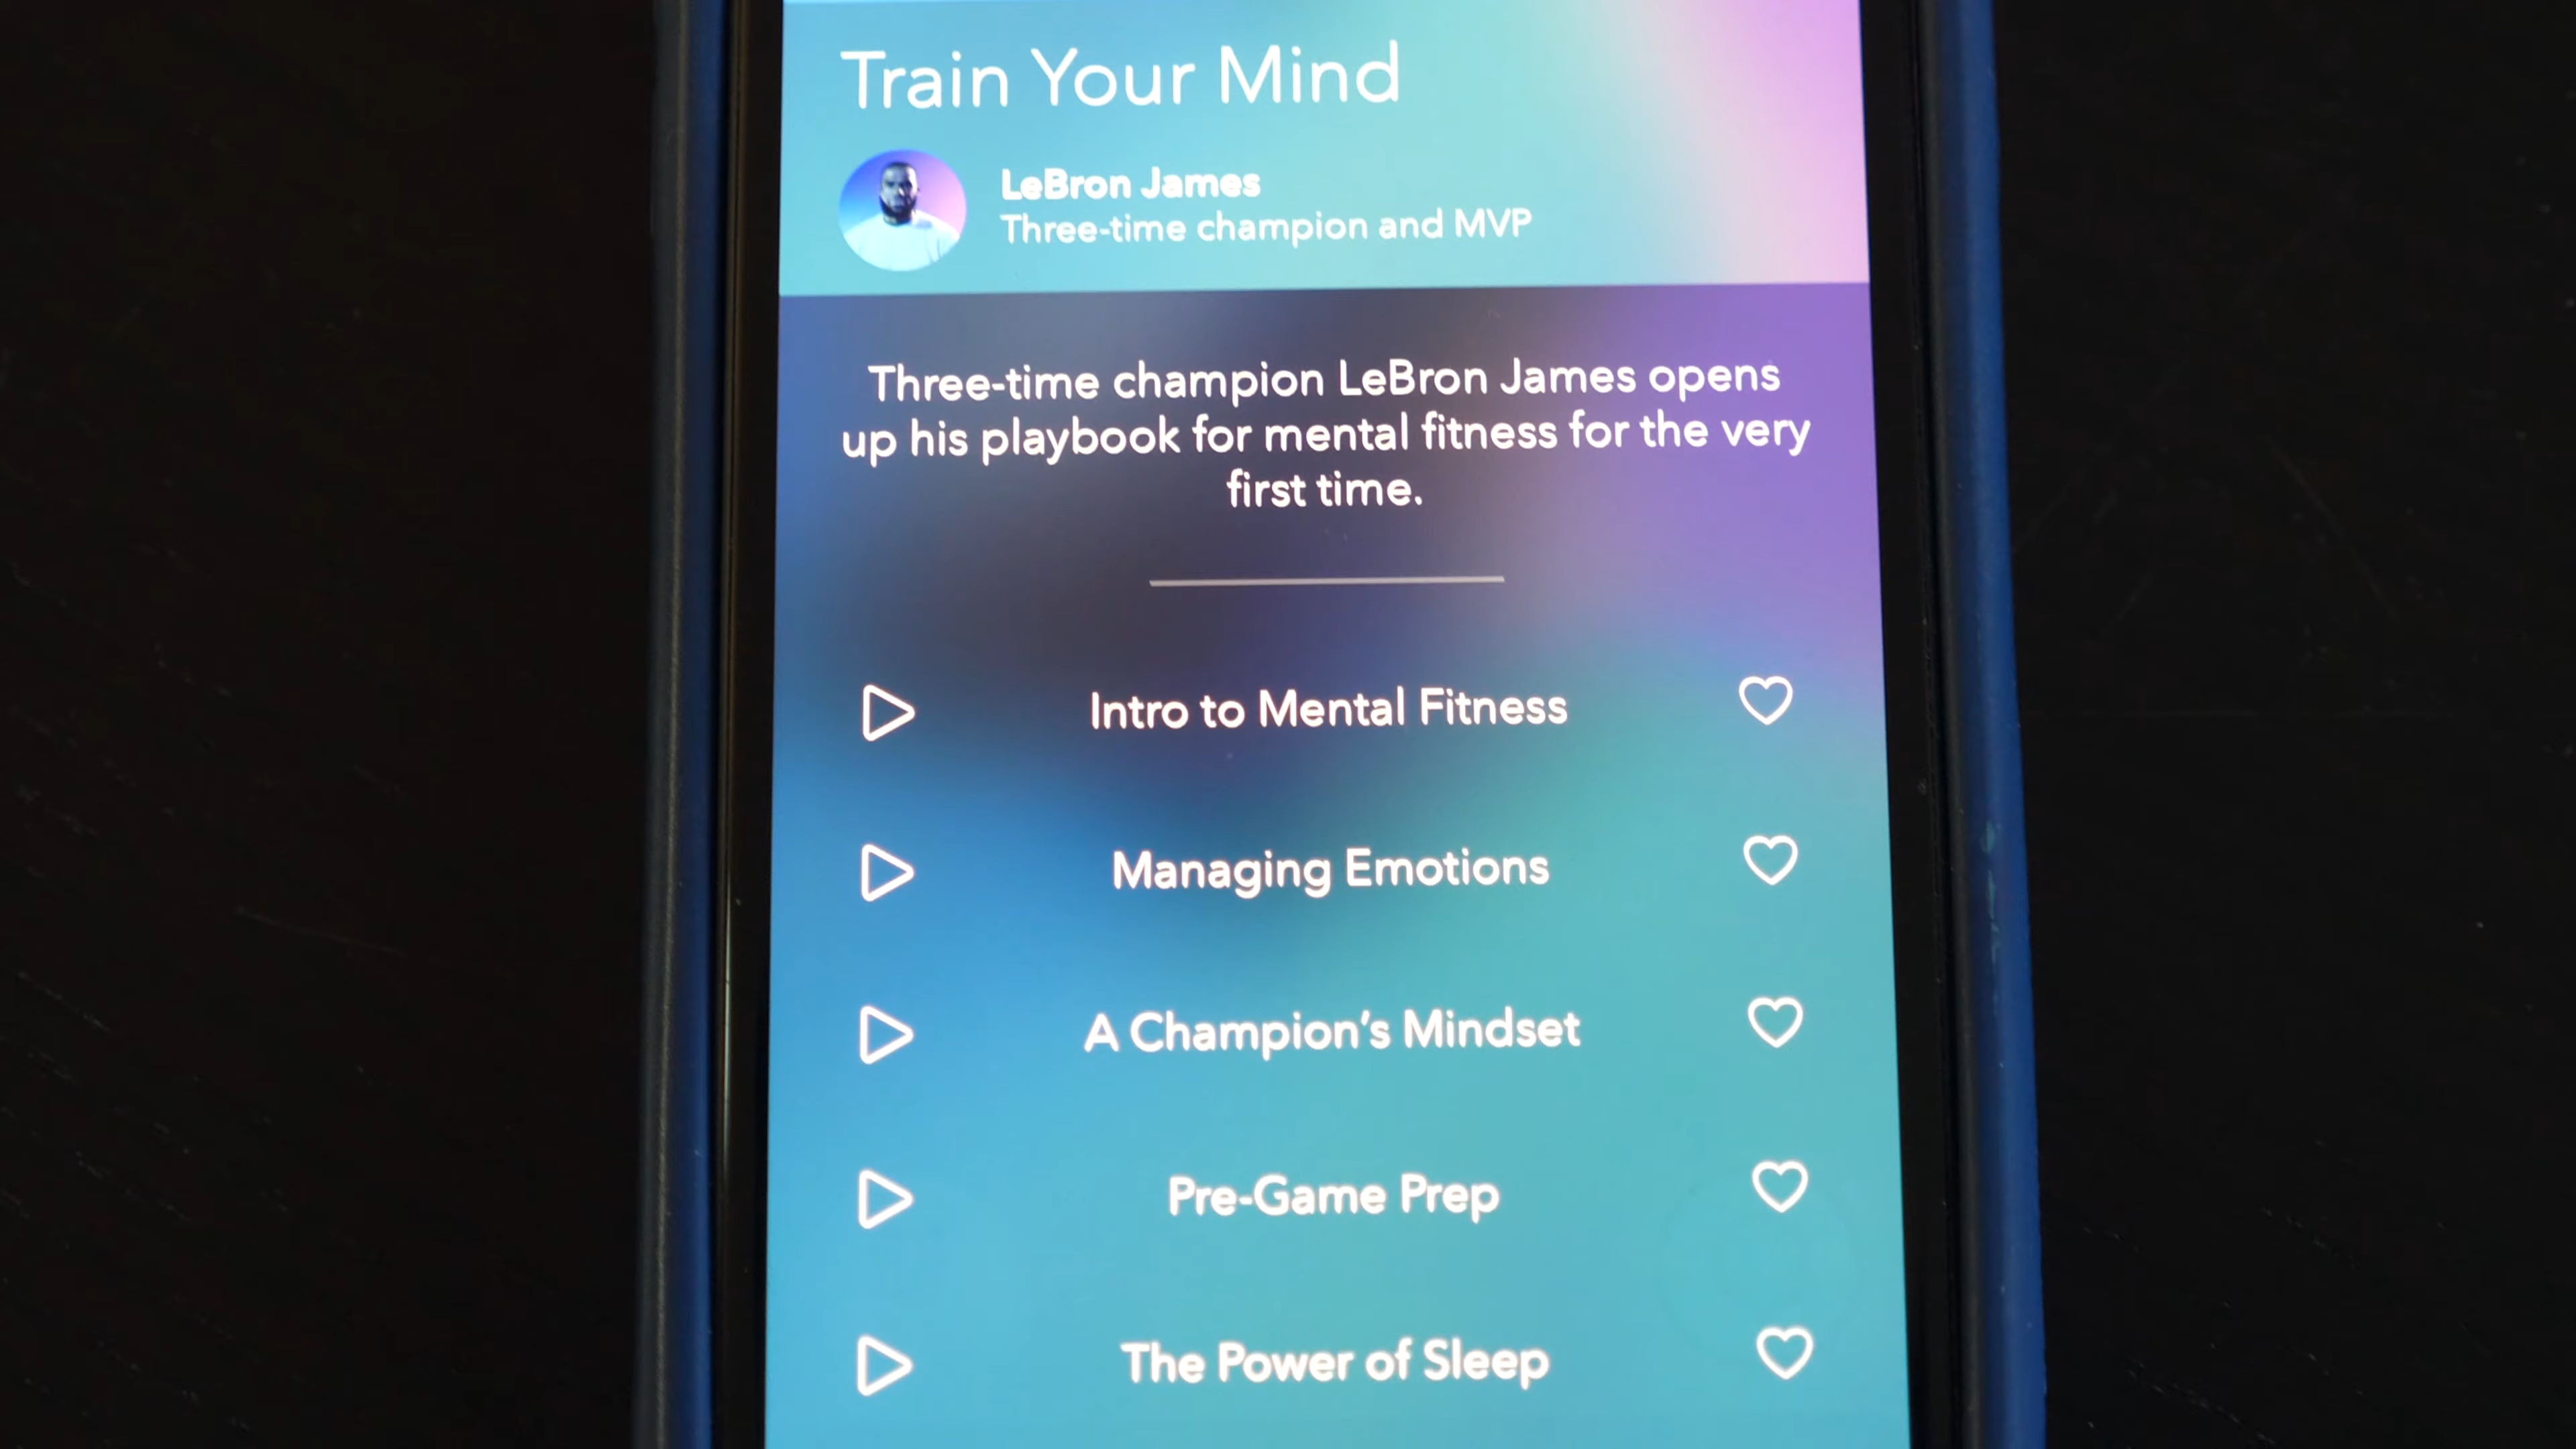 Train Your Mind
LeBron James
Three-time champion and MVP
Three-time champion LeBron James opens
up his playbook for mental fitness for the very
first time.
Intro to Mental Fitness
Managing Emotions
A Champion’s Mindset
Pre-Game Prep
The Power of Sleep